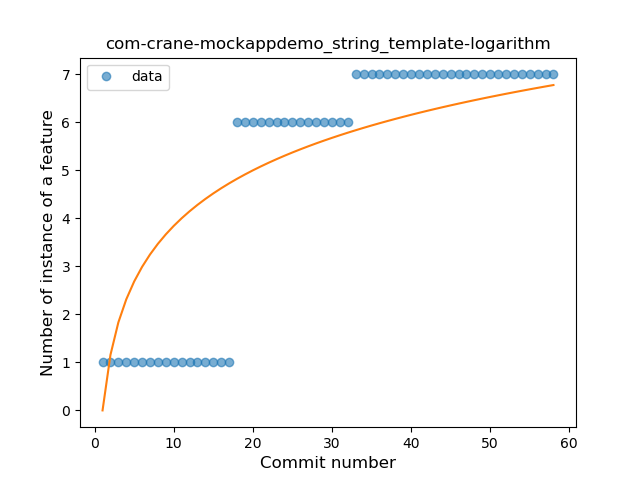 com-crane-mockappdemo_string_template-logarithm
data
Number of instance of a feature
7
6
5
4
3
2
1
0
0 10 20 30 40 50 60
Commit number